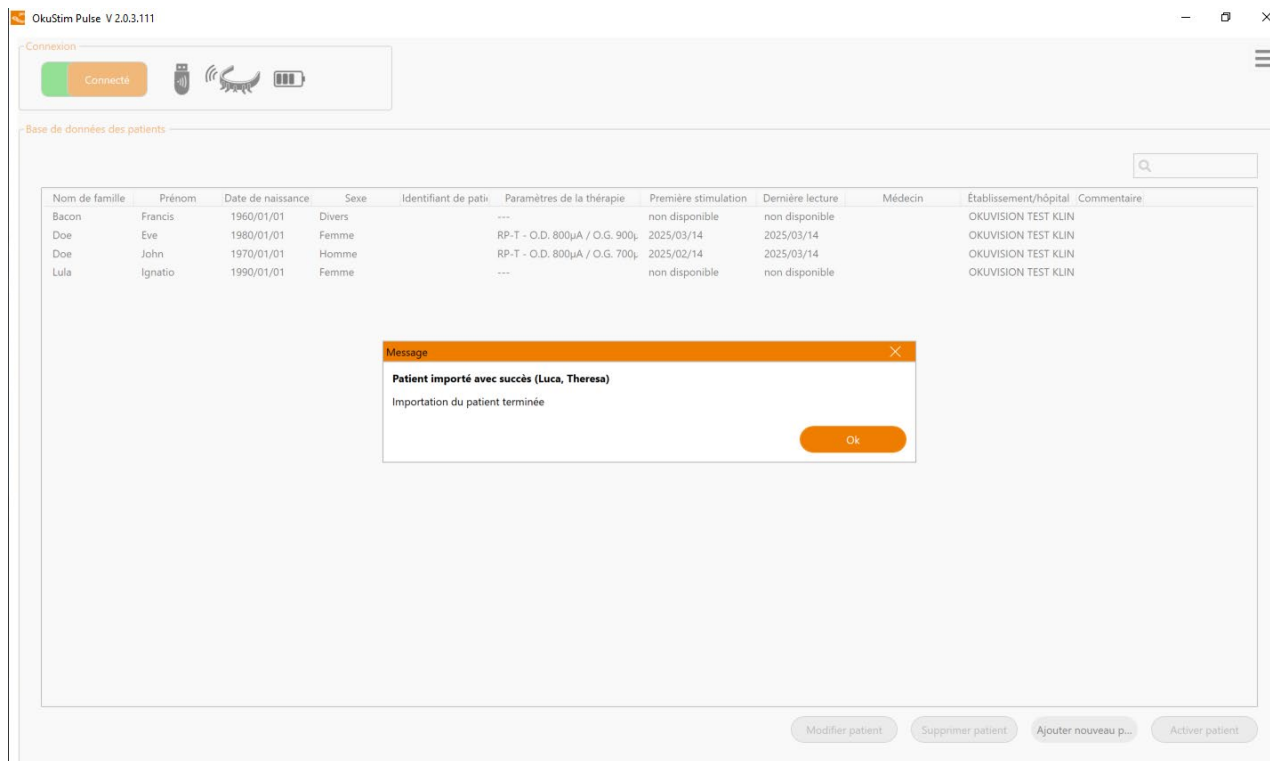 OkuStim Pulse V 2.0.3.111
Connexion
Connecté
Base de données des patients
Nom de famille Prénom Date de naissance Sexe Identifiant de patie Paramètres de la thérapie Première stimulation Dernière lecture Médecin Établissement/hôpital Commentaire
Bacon Francis 1960/01/01 Divers --- non disponible non disponible OKUVISION TEST KLIN
Doe Eve 1980/01/01 Femme RP-T - O.D. 800µA / O.G. 900µ 2025/03/14 2025/03/14 OKUVISION TEST KLIN
Doe John 1970/01/01 Homme RP-T - O.D. 800µA / O.G. 700µ 2025/02/14 2025/03/14 OKUVISION TEST KLIN
Lula Ignatio 1990/01/01 Femme --- non disponible non disponible OKUVISION TEST KLIN
Message
Patient importé avec succès (Luca, Theresa)
Importation du patient terminée
Ok
Modifier patient Supprimer patient Ajouter nouveau p... Activer patient